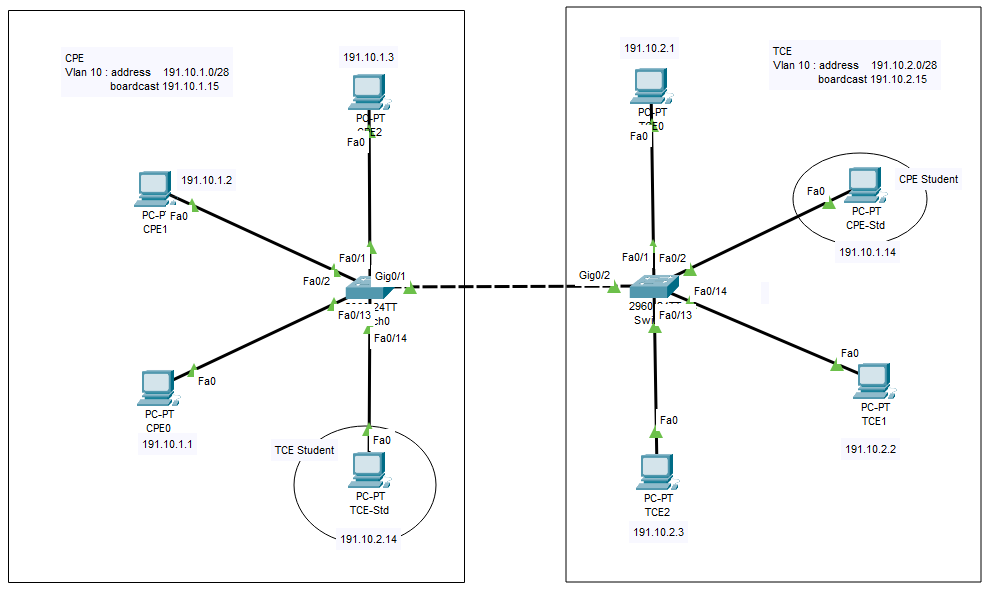 CPE
Vlan 10 : address 191.10.1.0/28
boardcast 191.10.1.15
191.10.1.3
PC-PT
CPE2
Fa0
191.10.1.2
Fa0
CPE1
Fa0/1
Fa0/2
Gig0/1
Fa0/13
Fa0/14
Fa0
PC-PT
CPE0
191.10.1.1
TCE Student
Fa0
PC-PT
TCE-Std
191.10.2.14
191.10.2.1
PC-PT
TCE0
Fa0
TCE
Vlan 10 : address 191.10.2.0/28
boardcast 191.10.2.15
Fa0
CPE Student
PC-PT
CPE-Std
191.10.1.14
Fa0/1
Fa0/2
Gig0/2
Fa0/14
Fa0/13
Fa0
PC-PT
TCE1
191.10.2.2
Fa0
PC-PT
TCE2
191.10.2.3